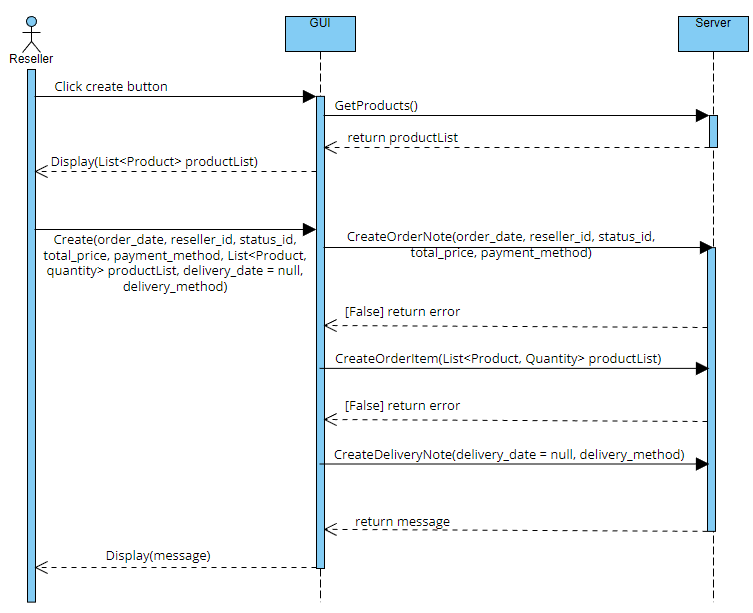 GUI
Server
Reseller
Click create button
GetProducts()
return productList
Display(List<Product> productList)
Create(order_date, reseller_id, status_id,
total_price, payment_method, List<Product,
quantity> productList, delivery_date = null,
delivery_method)
CreateOrderNote(order_date, reseller_id, status_id,
total_price, payment_method)
[False] return error
CreateOrderItem(List<Product, Quantity> productList)
[False] return error
CreateDeliveryNote(delivery_date = null, delivery_method)
return message
Display(message)